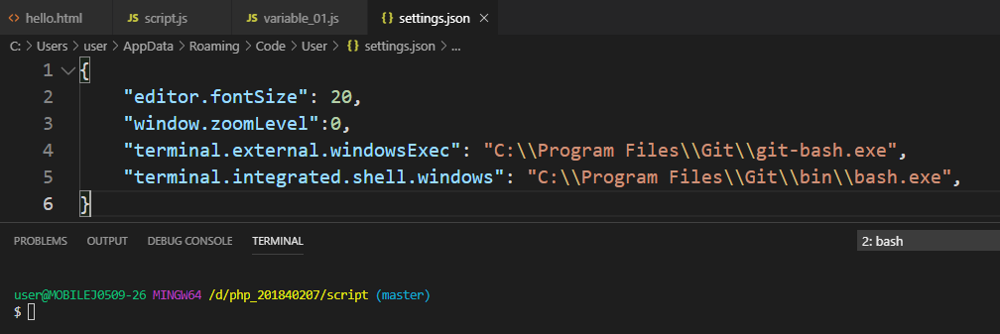 <> hello.html JS script.js JS variable_01.js {} settings.json ×
C: > Users > user > AppData > Roaming > Code > User > {} settings.json > ...
1 {
2 "editor.fontSize": 20,
3 "window.zoomLevel":0,
4 "terminal.external.windowsExec": "C:\\Program Files\\Git\\git-bash.exe",
5 "terminal.integrated.shell.windows": "C:\\Program Files\\Git\\bin\\bash.exe",
6 }
PROBLEMS OUTPUT DEBUG CONSOLE TERMINAL 2: bash
user@MOBILEJ0509-26 MINGW64 /d/php_201840207/script (master)
$